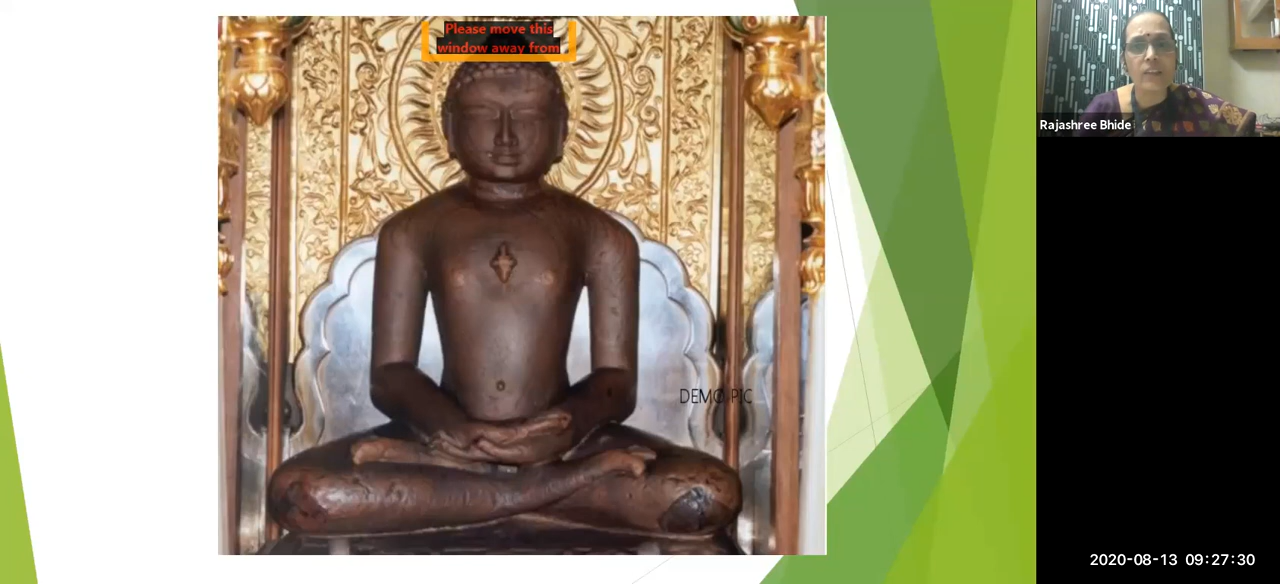 Please move this
window away from
Rajashree Bhide
DEMO PIC
2020-08-13 09:27:30